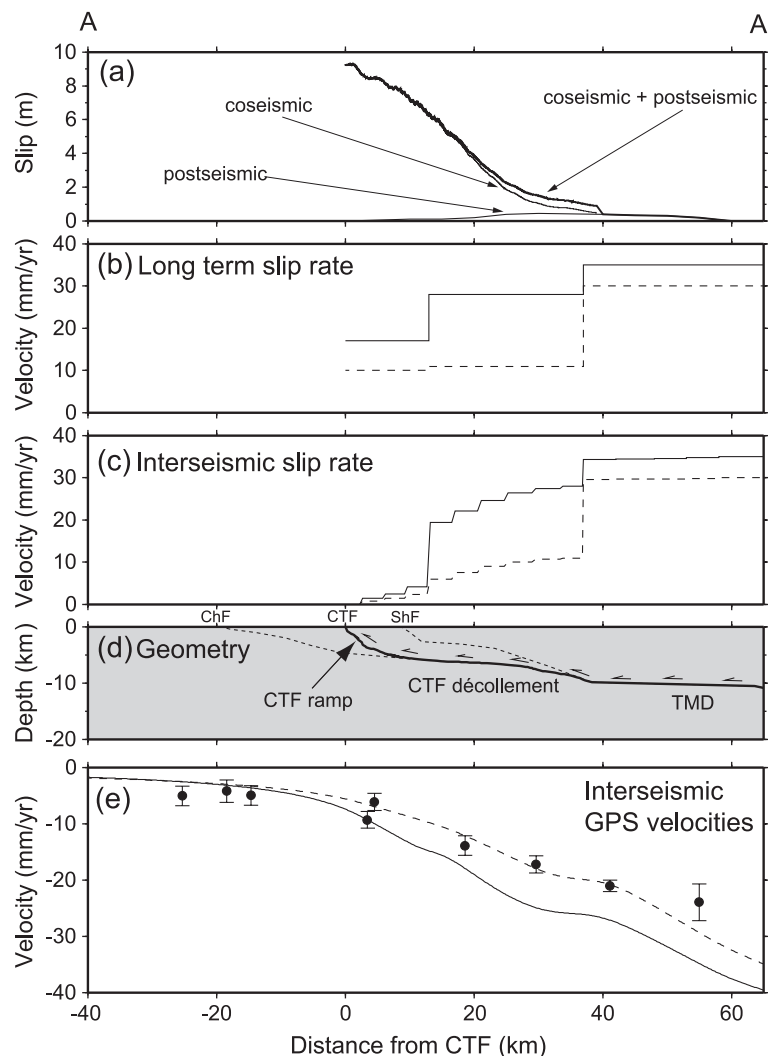 A A
10
8
6
4
2
0
Slip (m)
(a)
coseismic
coseismic + postseismic
postseismic
40
30
20
10
0
Velocity (mm/yr)
(b) Long term slip rate
40
30
20
10
0
Velocity (mm/yr)
(c) Interseismic slip rate
ChF CTF ShF
0
-10
-20
Depth (km)
(d) Geometry
CTF ramp
CTF décollement
TMD
0
-10
-20
-30
-40
Velocity (mm/yr)
(e)
Interseismic
GPS velocities
-40 -20 0 20 40 60
Distance from CTF (km)